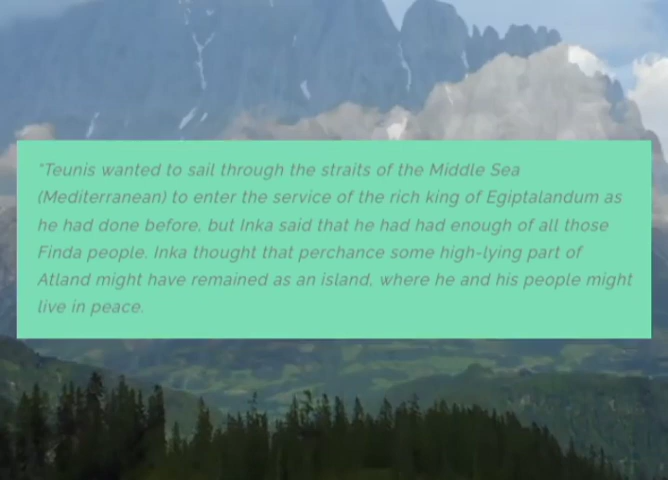 "Teunis wanted to sail through the straits of the Middle Sea
(Mediterranean) to enter the service of the rich king of Egiptalandum as
he had done before, but Inka said that he had had enough of all those
Finda people. Inka thought that perchance some high-lying part of
Atland might have remained as an island, where he and his people might
live in peace.